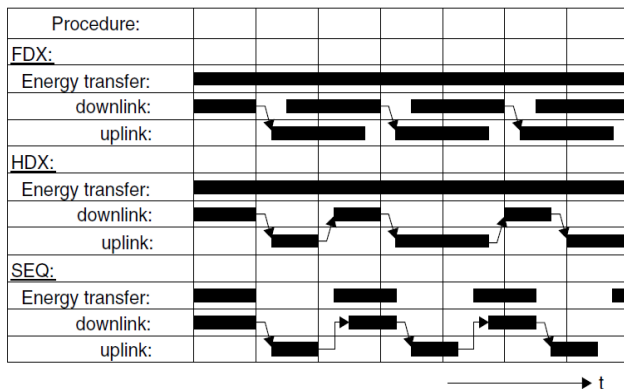 Procedure:
FDX:
Energy transfer:
downlink:
uplink:
HDX:
Energy transfer:
downlink:
uplink:
SEQ:
Energy transfer:
downlink:
uplink:
t